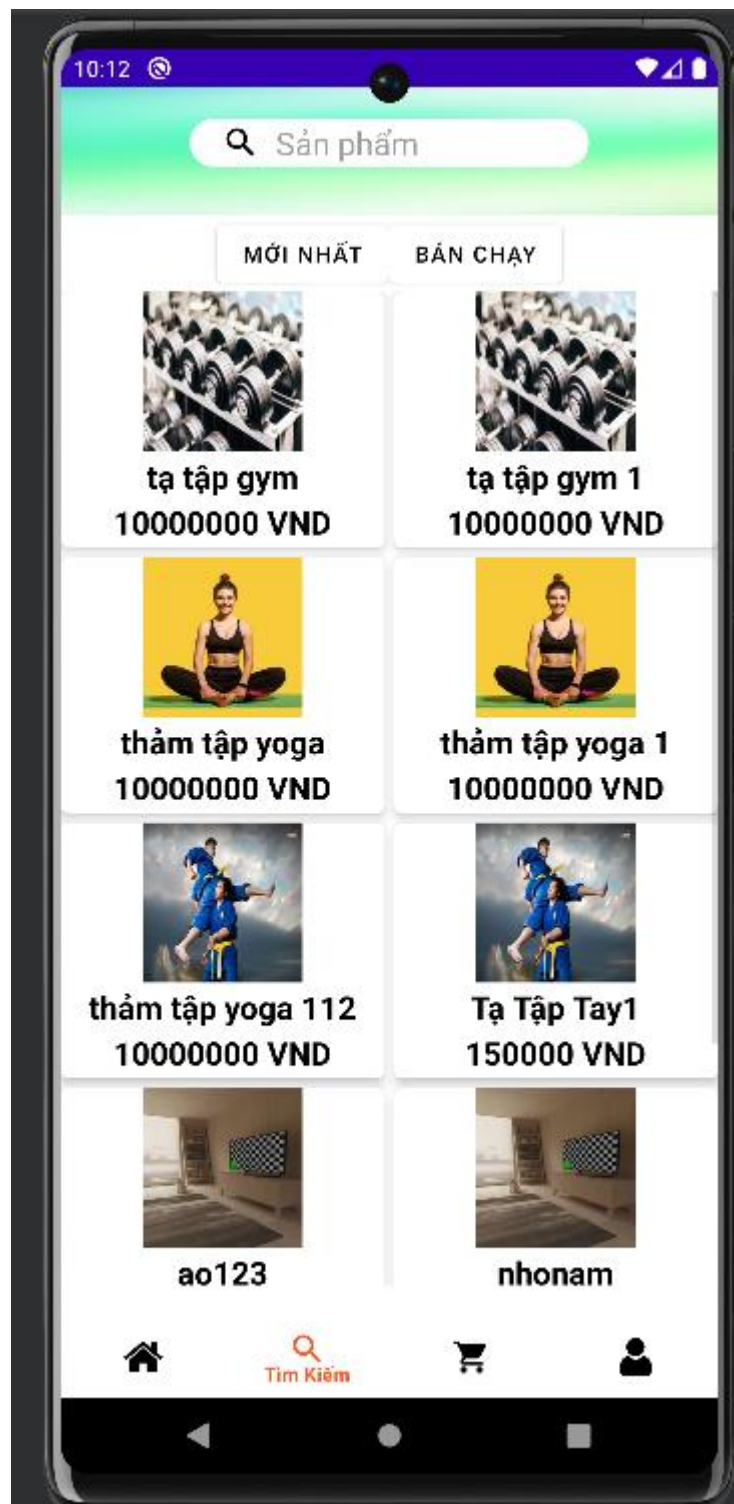 10:12
Sản phẩm
MỚI NHẤT BÁN CHẠY
tạ tập gym
10000000 VND
tạ tập gym 1
10000000 VND
thảm tập yoga
10000000 VND
thảm tập yoga 1
10000000 VND
thảm tập yoga 112
10000000 VND
Tạ Tập Tay1
150000 VND
ao123
nhonam
Tìm Kiếm